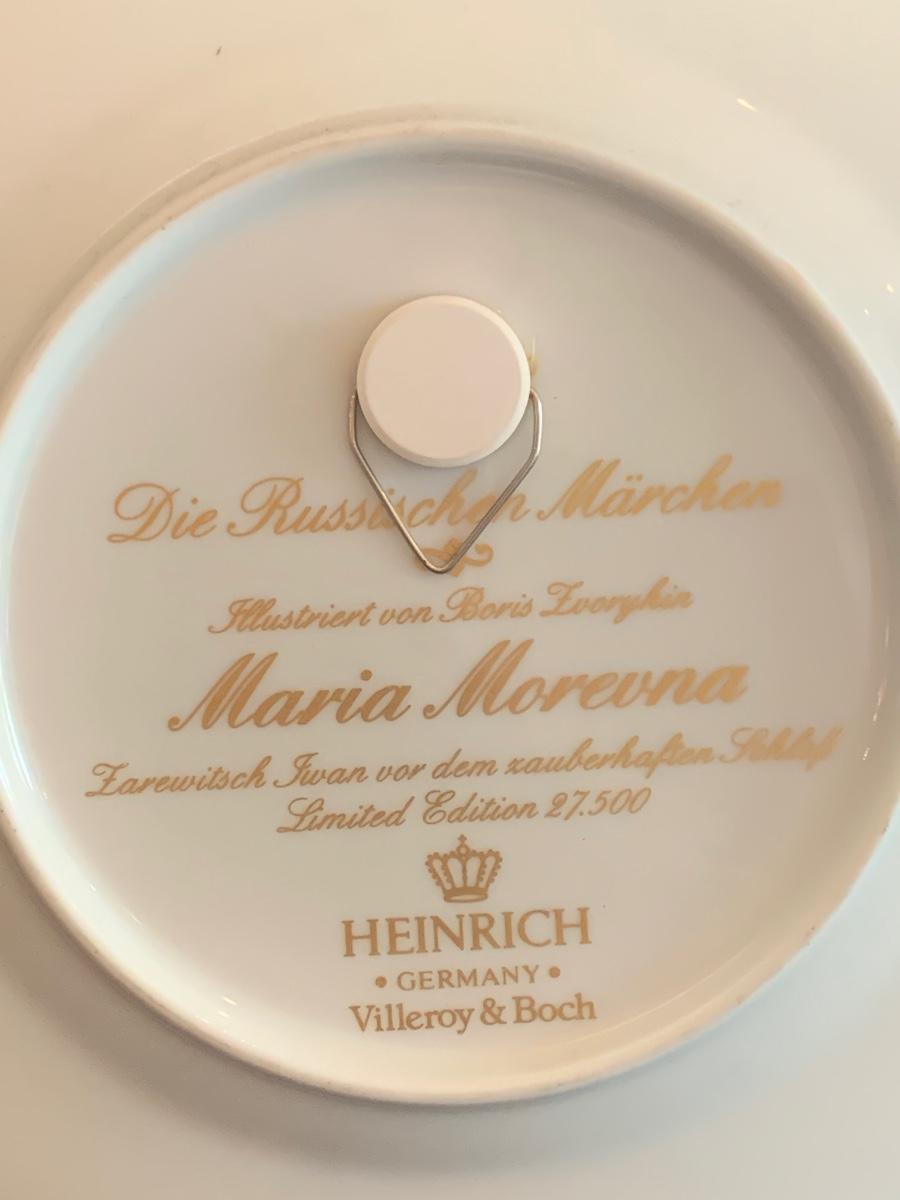 Die Russischen Märchen
Illustriert von Boris Zvorykin
Maria Morevna
Zarewitsch Iwan vor dem zauberhaften Schloß
Limited Edition 27.500
HEINRICH
• GERMANY •
Villeroy & Boch